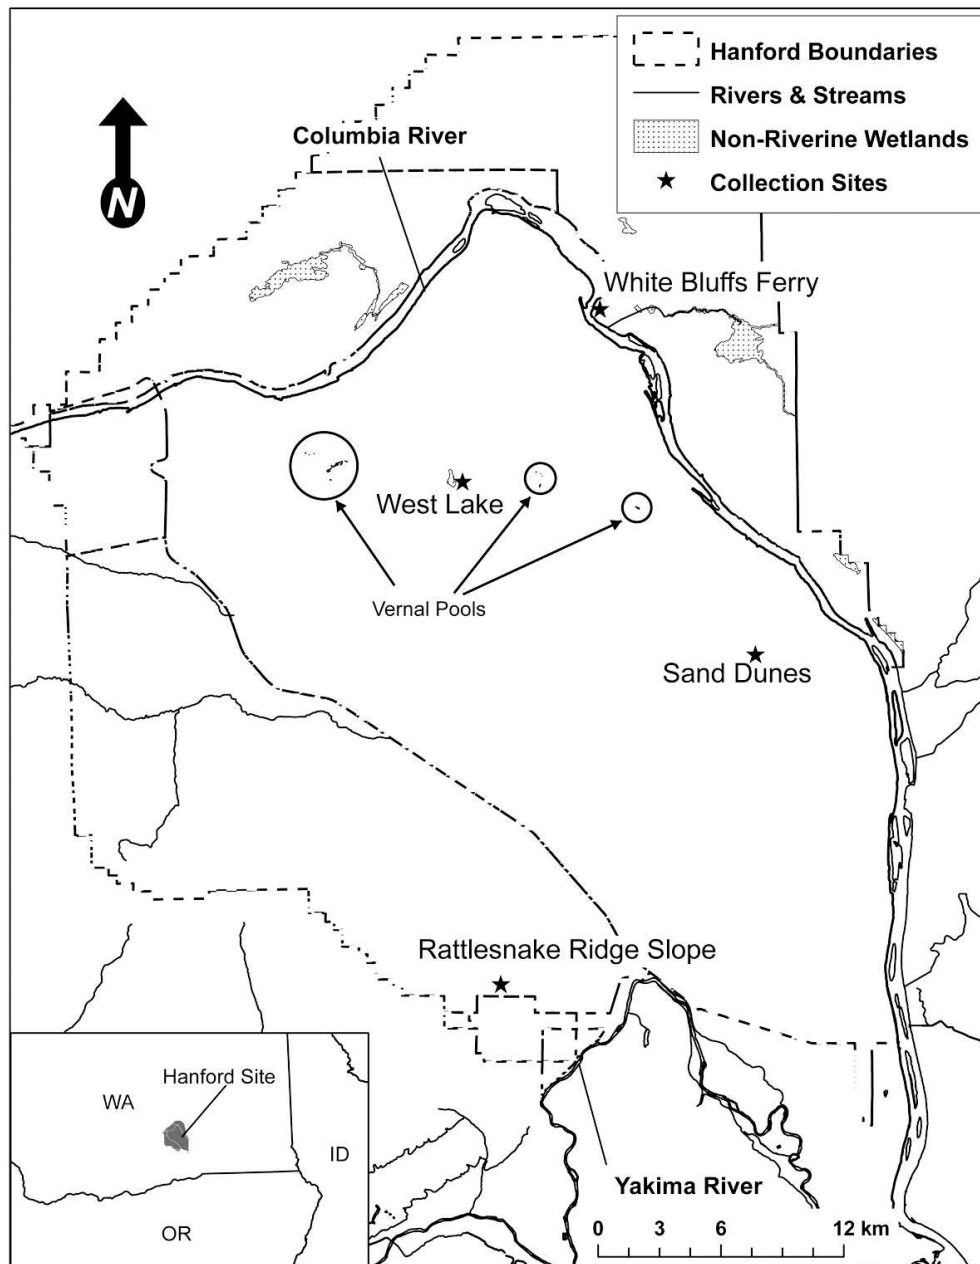 Hanford Boundaries
Rivers & Streams
Non-Riverine Wetlands
Collection Sites
Columbia River
N
White Bluffs Ferry
West Lake
Vernal Pools
Sand Dunes
Rattlesnake Ridge Slope
Hanford Site
WA
ID
OR
Yakima River
0 3 6 12 km